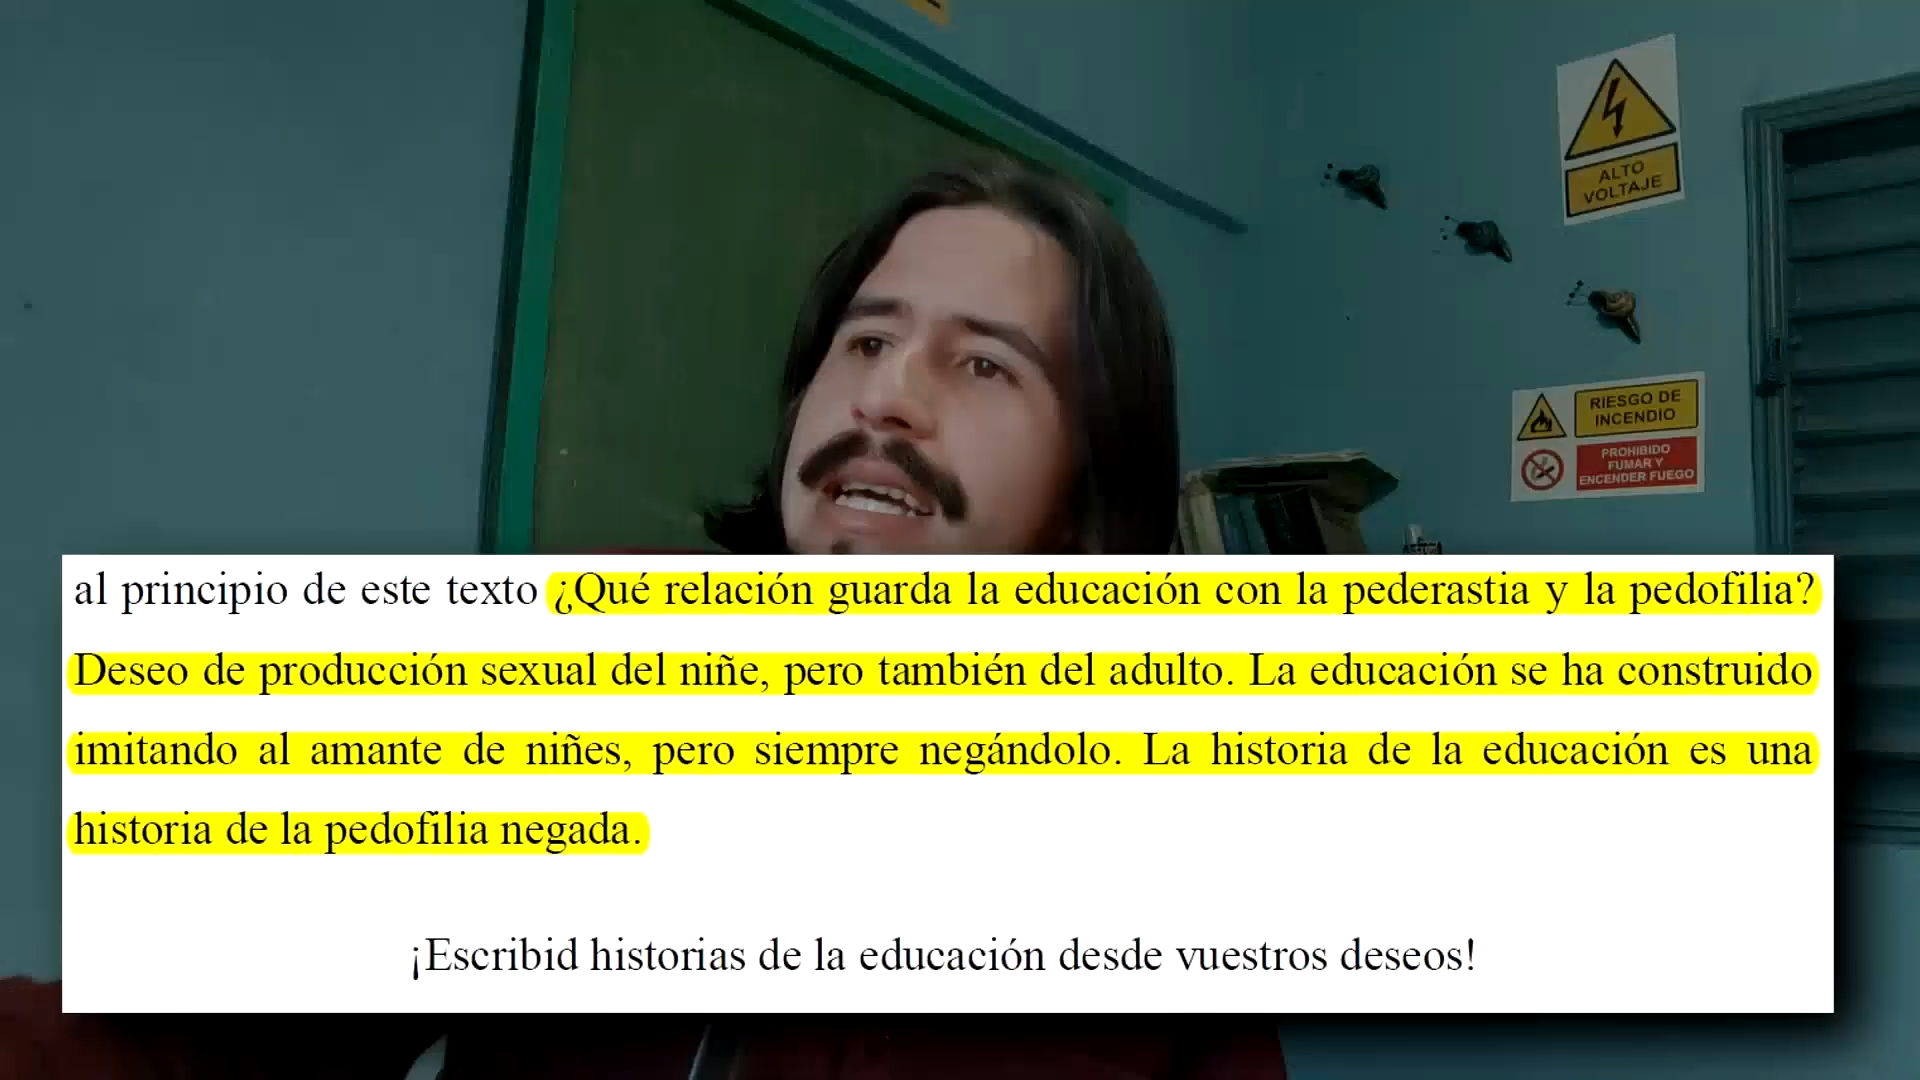 ALTO
VOLTAJE
RIESGO DE
INCENDIO
PROHIBIDO
FUMAR Y
ENCENDER FUEGO
al principio de este texto ¿Qué relación guarda la educación con la pederastia y la pedofilia?
Deseo de producción sexual del niñe, pero también del adulto. La educación se ha construido
imitando al amante de niñes, pero siempre negándolo. La historia de la educación es una
historia de la pedofilia negada.
¡Escribid historias de la educación desde vuestros deseos!